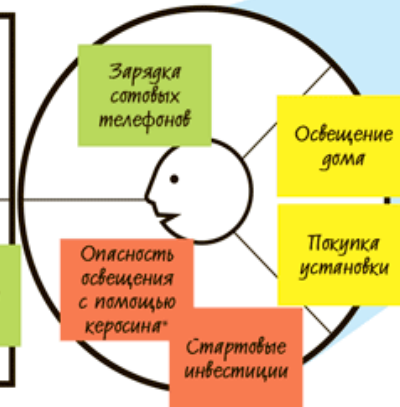 Зарядка
сотовых
телефонов
Освещение
дома
Покупка
установки
Опасность
освещения
с помощью
керосина*
Стартовые
инвестиции